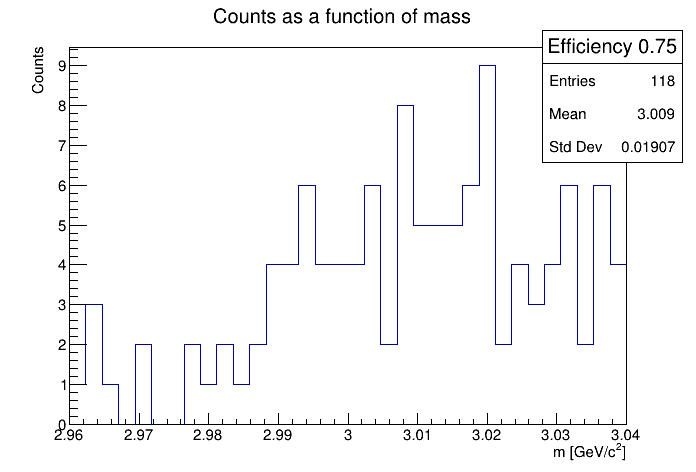 Counts as a function of mass
Counts
Efficiency 0.75
Entries 118
Mean 3.009
Std Dev 0.01907
9
8
7
6
5
4
3
2
1
0
2.96 2.97 2.98 2.99 3 3.01 3.02 3.03 3.04
m [GeV/c²]